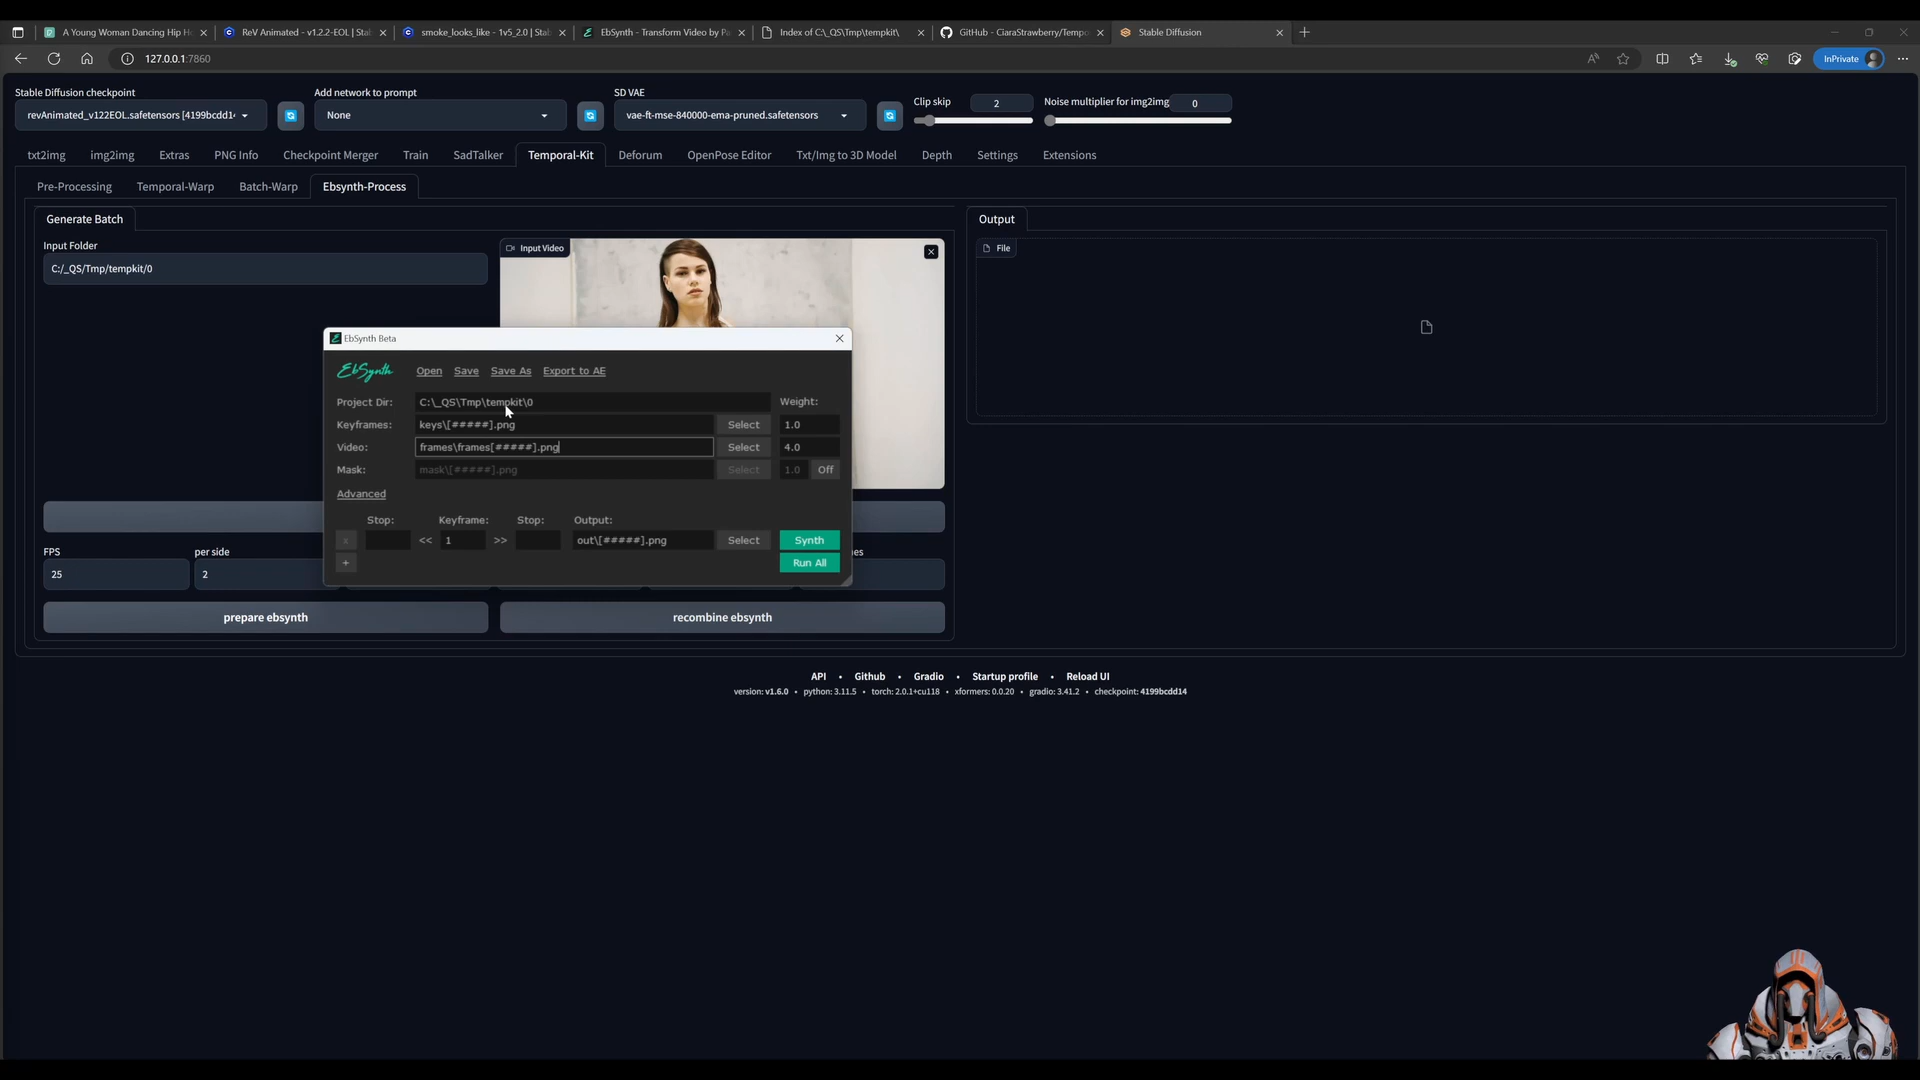 A Young Woman Dancing Hip H
ReV Animated - v1.2.2-EOL | Stab
smoke_looks_like - 1v5_2.0 | Stab
EbSynth - Transform Video by Pa
Index of C:\_QS\Tmp\tempkit\
GitHub - CiaraStrawberry/Tempo
Stable Diffusion
127.0.0.1:7860
InPrivate
Stable Diffusion checkpoint
Add network to prompt
SD VAE
Clip skip
2
Noise multiplier for img2img
0
revAnimated_v122EOL.safetensors [4199bcdd14
None
vae-ft-mse-840000-ema-pruned.safetensors
txt2img
img2img
Extras
PNG Info
Checkpoint Merger
Train
SadTalker
Temporal-Kit
Deforum
OpenPose Editor
Txt/Img to 3D Model
Depth
Settings
Extensions
Pre-Processing
Temporal-Warp
Batch-Warp
Ebsynth-Process
Generate Batch
Output
Input Folder
Input Video
File
C:/_QS/Tmp/tempkit/0
EbSynth Beta
EbSynth
Open
Save
Save As
Export to AE
Project Dir:
C:\_QS\Tmp\tempkit\0
Weight:
Keyframes:
keys\[#####].png
Select
1.0
Video:
frames\frames[#####].png
Select
4.0
Mask:
mask\[#####].png
Select
1.0
Off
Advanced
Stop:
Keyframe:
Stop:
Output:
x
<<
1
>>
out\[#####].png
Select
Synth
+
Run All
FPS
per side
es
25
2
prepare ebsynth
recombine ebsynth
API • Github • Gradio • Startup profile • Reload UI
version: v1.6.0 • python: 3.11.5 • torch: 2.0.1+cu118 • xformers: 0.0.20 • gradio: 3.41.2 • checkpoint: 4199bcdd14